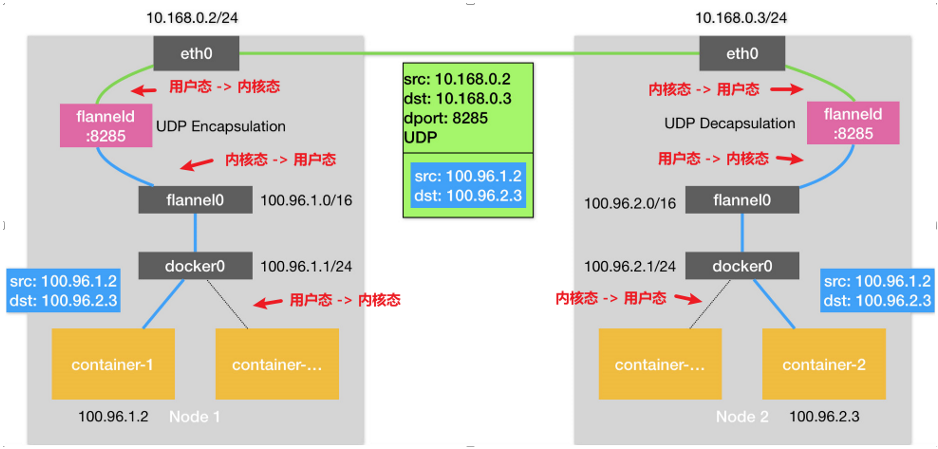 10.168.0.2/24
10.168.0.3/24
eth0
eth0
src: 10.168.0.2
dst: 10.168.0.3
dport: 8285
UDP
src: 100.96.1.2
dst: 100.96.2.3
用户态 -> 内核态
内核态 -> 用户态
flanneld
:8285
UDP Encapsulation
UDP Decapsulation
flanneld
:8285
内核态 -> 用户态
用户态 -> 内核态
flannel0
100.96.1.0/16
100.96.2.0/16
flannel0
docker0
100.96.1.1/24
100.96.2.1/24
docker0
src: 100.96.1.2
dst: 100.96.2.3
src: 100.96.1.2
dst: 100.96.2.3
用户态 -> 内核态
内核态 -> 用户态
container-1
container-...
container-...
container-2
100.96.1.2
Node 1
Node 2
100.96.2.3